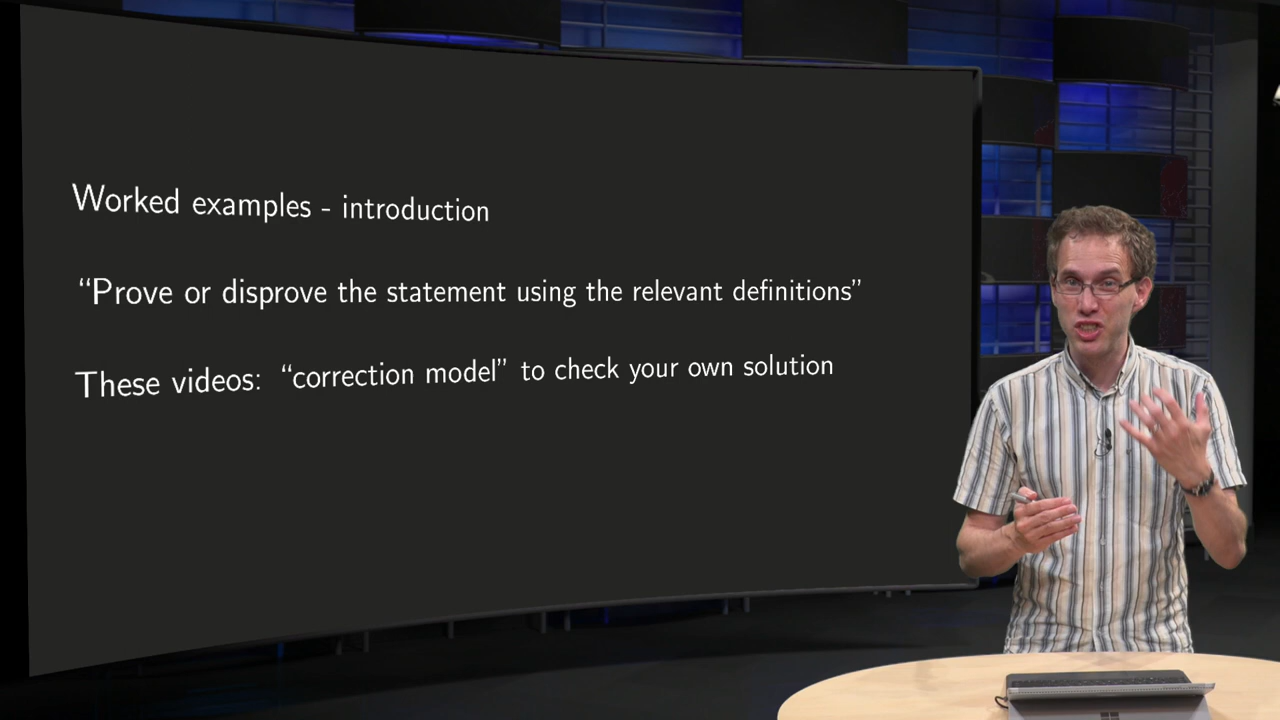 Worked examples - introduction
“Prove or disprove the statement using the relevant definitions”
These videos: “correction model” to check your own solution